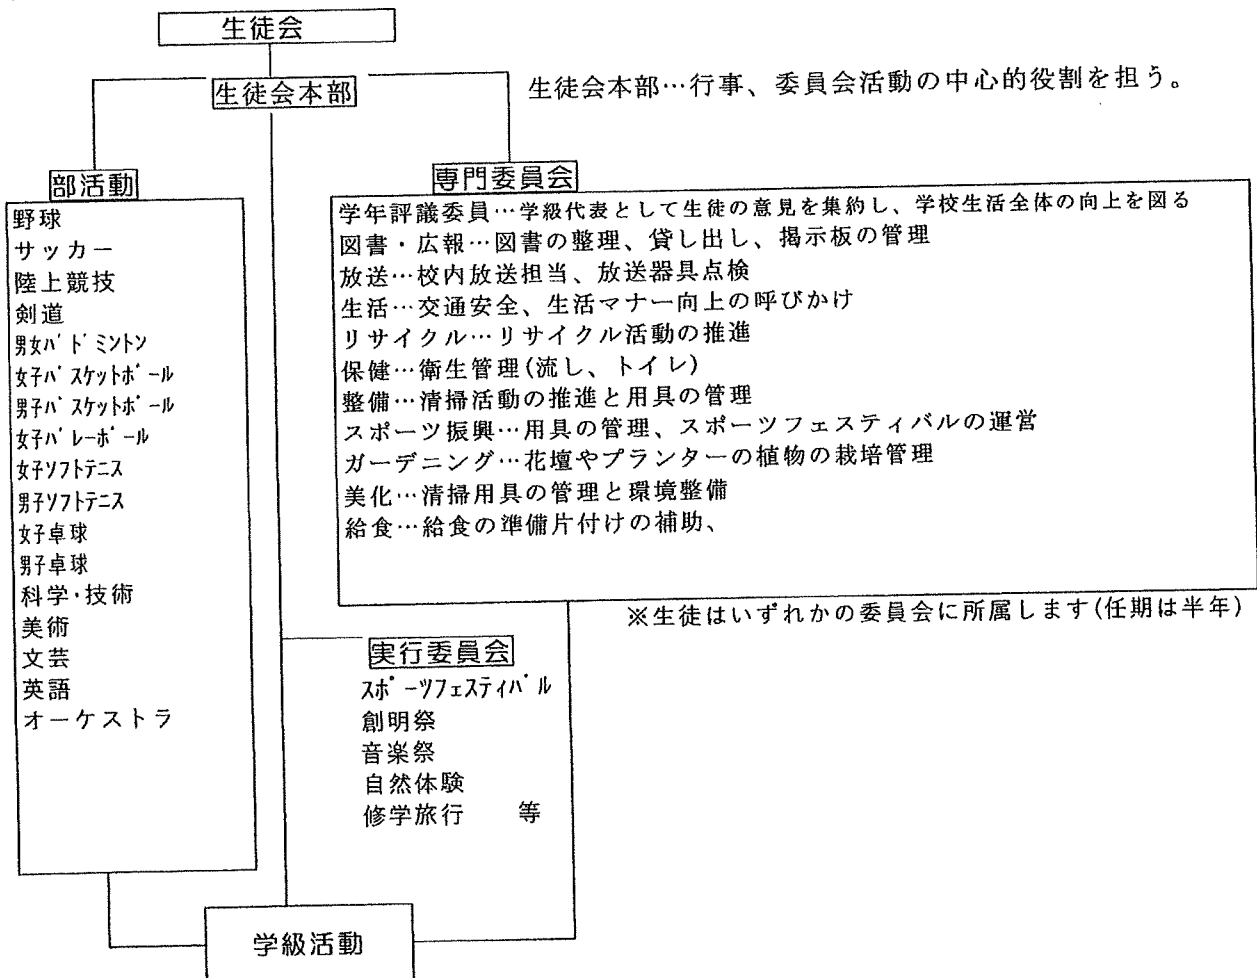 生徒会
生徒会本部
生徒会本部…行事、委員会活動の中心的役割を担う。
部活動
野球
サッカー
陸上競技
剣道
男女バドミントン
女子バスケットボール
男子バスケットボール
女子バレーボール
女子ソフトテニス
男子ソフトテニス
女子卓球
男子卓球
科学・技術
美術
文芸
英語
オーケストラ
専門委員会
学年評議委員…学級代表として生徒の意見を集約し、学校生活全体の向上を図る
図書・広報…図書の整理、貸し出し、掲示板の管理
放送…校内放送担当、放送器具点検
生活…交通安全、生活マナー向上の呼びかけ
リサイクル…リサイクル活動の推進
保健…衛生管理(流し、トイレ)
整備…清掃活動の推進と用具の管理
スポーツ振興…用具の管理、スポーツフェスティバルの運営
ガーデニング…花壇やプランターの植物の栽培管理
美化…清掃用具の管理と環境整備
給食…給食の準備片付けの補助、
※生徒はいずれかの委員会に所属します(任期は半年)
実行委員会
スポーツフェスティバル
創明祭
音楽祭
自然体験
修学旅行　等
学級活動